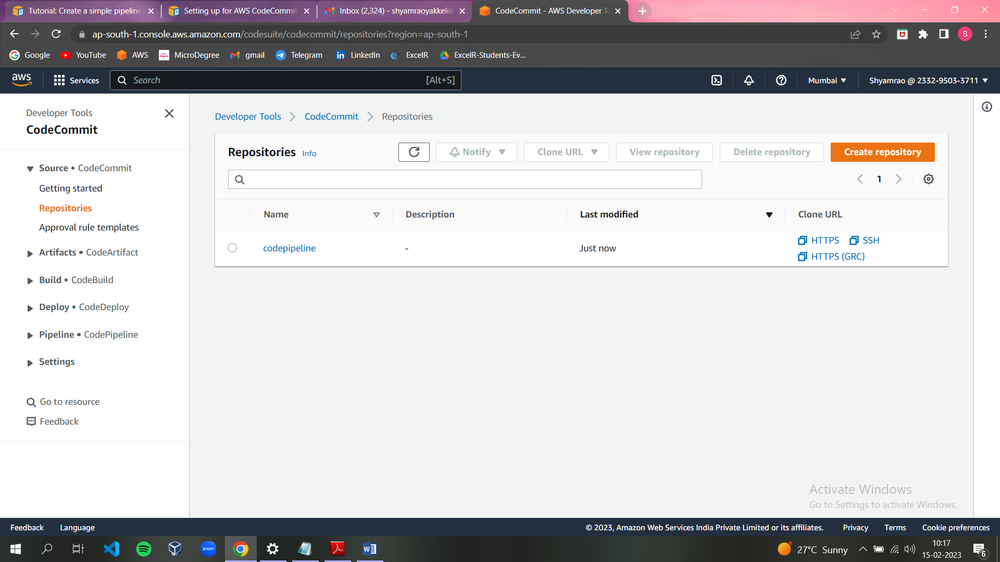 Tutorial: Create a simple pipeline
Setting up for AWS CodeCommit
Inbox (2,324) - shyamraoyakkeli@
CodeCommit - AWS Developer To
ap-south-1.console.aws.amazon.com/codesuite/codecommit/repositories?region=ap-south-1
S
Google
YouTube
AWS
MicroDegree
gmail
Telegram
LinkedIn
ExcelR
ExcelR-Students-Ev...
aws
Services
Search
[Alt+S]
Mumbai
Shyamrao @ 2332-9503-3711
Developer Tools
CodeCommit
Source • CodeCommit
Getting started
Repositories
Approval rule templates
Artifacts • CodeArtifact
Build • CodeBuild
Deploy • CodeDeploy
Pipeline • CodePipeline
Settings
Go to resource
Feedback
Developer Tools
CodeCommit
Repositories
Repositories Info
Notify
Clone URL
View repository
Delete repository
Create repository
1
Name
Description
Last modified
Clone URL
codepipeline
-
Just now
HTTPS
SSH
HTTPS (GRC)
Activate Windows
Go to Settings to activate Windows.
Feedback
Language
© 2023, Amazon Web Services India Private Limited or its affiliates.
Privacy
Terms
Cookie preferences
zoom
27°C Sunny
10:17
15-02-2023
6